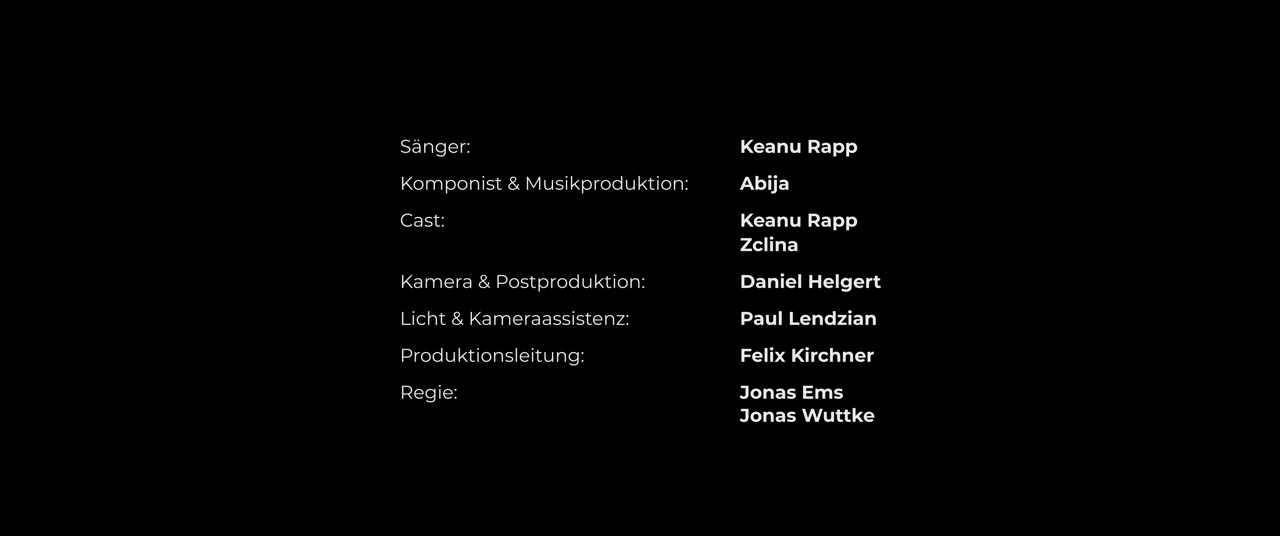 Sänger: Keanu Rapp
Komponist & Musikproduktion: Abija
Cast: Keanu Rapp
Zclina
Kamera & Postproduktion: Daniel Helgert
Licht & Kameraassistenz: Paul Lendzian
Produktionsleitung: Felix Kirchner
Regie: Jonas Ems
Jonas Wuttke